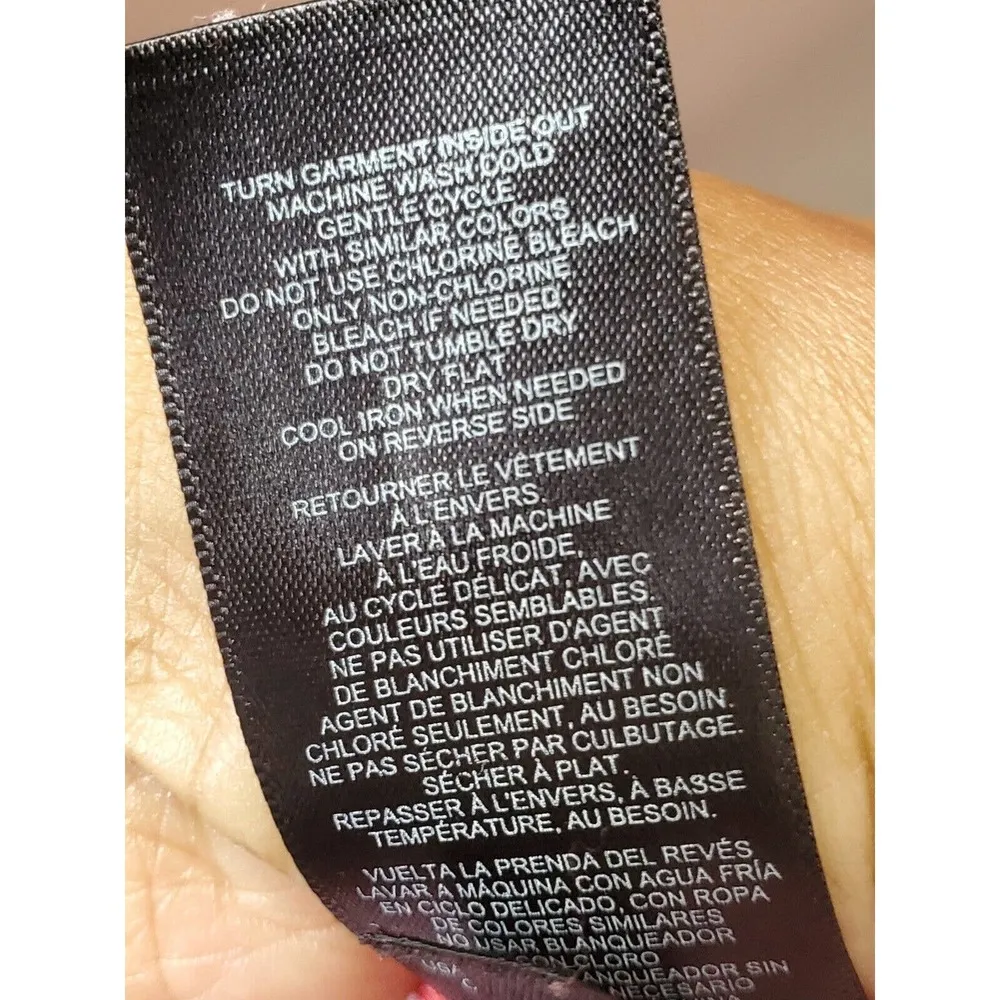 TURN GARMENT INSIDE OUT
MACHINE WASH COLD
GENTLE CYCLE
WITH SIMILAR COLORS
DO NOT USE CHLORINE BLEACH
ONLY NON-CHLORINE
BLEACH IF NEEDED
DO NOT TUMBLE DRY
DRY FLAT
COOL IRON WHEN NEEDED
ON REVERSE SIDE
RETOURNER LE VÊTEMENT
À L'ENVERS.
LAVER À LA MACHINE
À L'EAU FROIDE,
AU CYCLE DÉLICAT, AVEC
COULEURS SEMBLABLES.
NE PAS UTILISER D'AGENT
DE BLANCHIMENT CHLORÉ
AGENT DE BLANCHIMENT NON
CHLORÉ SEULEMENT, AU BESOIN.
NE PAS SÉCHER PAR CULBUTAGE.
SÉCHER À PLAT.
REPASSER À L'ENVERS, À BASSE
TEMPÉRATURE, AU BESOIN.
VUELTA LA PRENDA DEL REVÉS
LAVAR A MÁQUINA CON AGUA FRÍA
EN CICLO DELICADO, CON ROPA
DE COLORES SIMILARES
NO USAR BLANQUEADOR
CON CLORO
SIN
NECESARIO